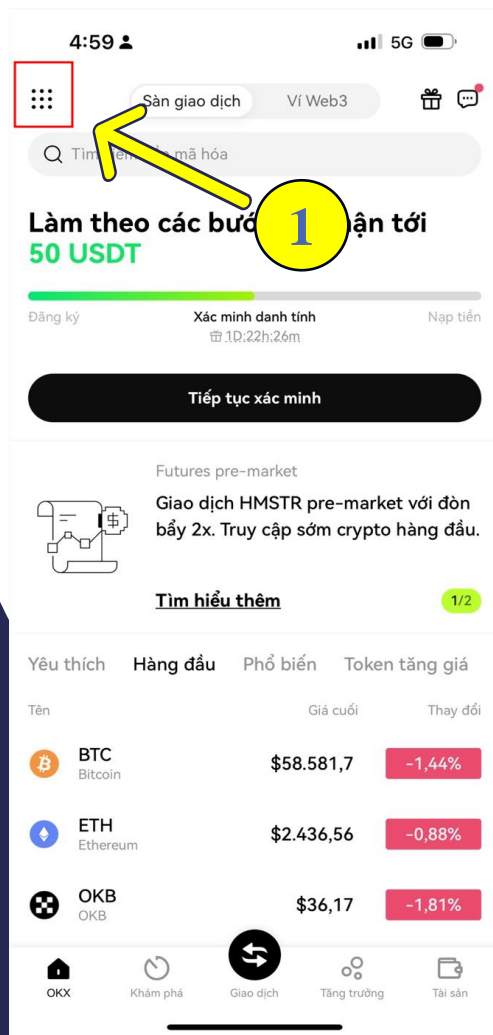 4:59
5G
Sàn giao dịch Ví Web3
mã hóa
Làm theo các tới
50 USDT
1
Đăng ký Xác minh danh tính Nạp tiền
1D:22h:26m
Tiếp tục xác minh
Futures pre-market
Giao dịch HMSTR pre-market với đòn
bẩy 2x. Truy cập sớm crypto hàng đầu.
Tìm hiểu thêm 1/2
Yêu thích Hàng đầu Phổ biến Token tăng giá
Tên Giá cuối Thay đổi
BTC $58.581,7 -1,44%
Bitcoin
ETH $2.436,56 -0,88%
Ethereum
OKB $36,17 -1,81%
OKB
OKX Khám phá Giao dịch Tăng trưởng Tài sản